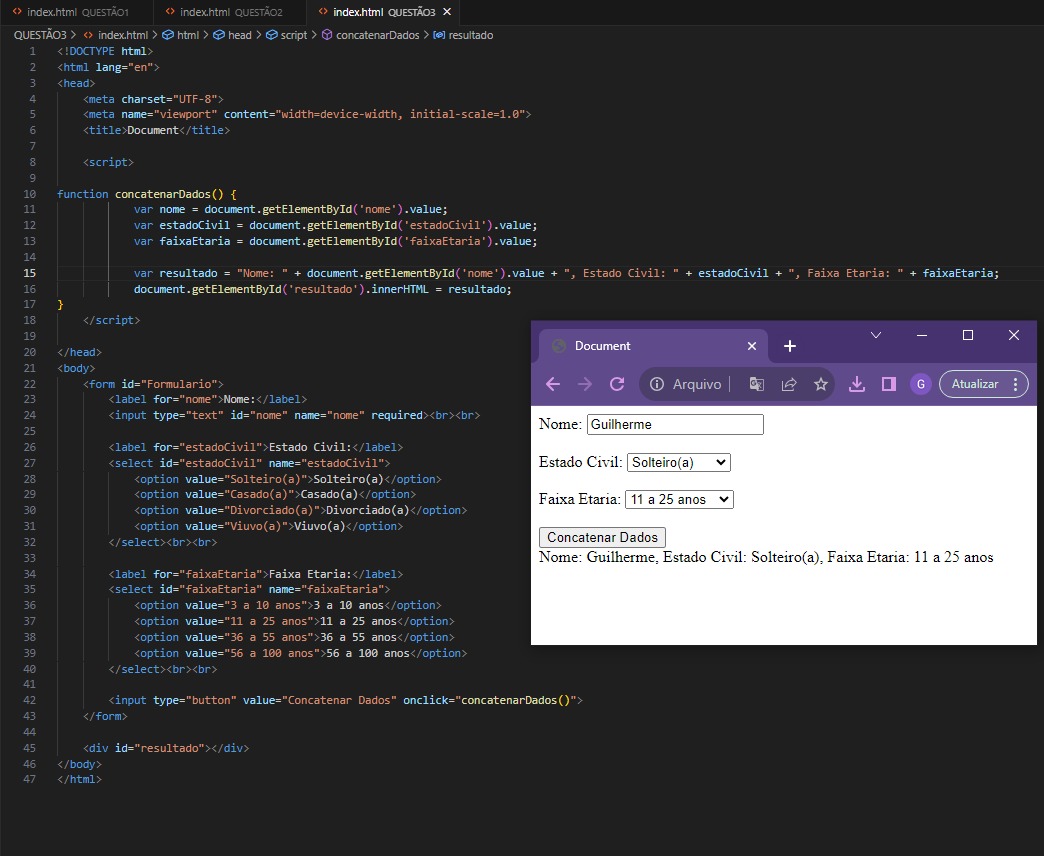 index.html QUESTÃO1 index.html QUESTÃO2 index.html QUESTÃO3
QUESTÃO3 > index.html > html > head > script > concatenarDados > resultado
1 <!DOCTYPE html>
2 <html lang="en">
3 <head>
4 <meta charset="UTF-8">
5 <meta name="viewport" content="width=device-width, initial-scale=1.0">
6 <title>Document</title>
7
8 <script>
9
10 function concatenarDados() {
11 var nome = document.getElementById('nome').value;
12 var estadoCivil = document.getElementById('estadoCivil').value;
13 var faixaEtaria = document.getElementById('faixaEtaria').value;
14
15 var resultado = "Nome: " + document.getElementById('nome').value + ", Estado Civil: " + estadoCivil + ", Faixa Etaria: " + faixaEtaria;
16 document.getElementById('resultado').innerHTML = resultado;
17 }
18 </script>
19
20 </head>
21 <body>
22 <form id="Formulario">
23 <label for="nome">Nome:</label>
24 <input type="text" id="nome" name="nome" required><br><br>
25
26 <label for="estadoCivil">Estado Civil:</label>
27 <select id="estadoCivil" name="estadoCivil">
28 <option value="Solteiro(a)">Solteiro(a)</option>
29 <option value="Casado(a)">Casado(a)</option>
30 <option value="Divorciado(a)">Divorciado(a)</option>
31 <option value="Viuvo(a)">Viuvo(a)</option>
32 </select><br><br>
33
34 <label for="faixaEtaria">Faixa Etaria:</label>
35 <select id="faixaEtaria" name="faixaEtaria">
36 <option value="3 a 10 anos">3 a 10 anos</option>
37 <option value="11 a 25 anos">11 a 25 anos</option>
38 <option value="36 a 55 anos">36 a 55 anos</option>
39 <option value="56 a 100 anos">56 a 100 anos</option>
40 </select><br><br>
41
42 <input type="button" value="Concatenar Dados" onclick="concatenarDados()">
43 </form>
44
45 <div id="resultado"></div>
46 </body>
47 </html>
Document
Arquivo G Atualizar
Nome: Guilherme
Estado Civil: Solteiro(a)
Faixa Etaria: 11 a 25 anos
Concatenar Dados
Nome: Guilherme, Estado Civil: Solteiro(a), Faixa Etaria: 11 a 25 anos